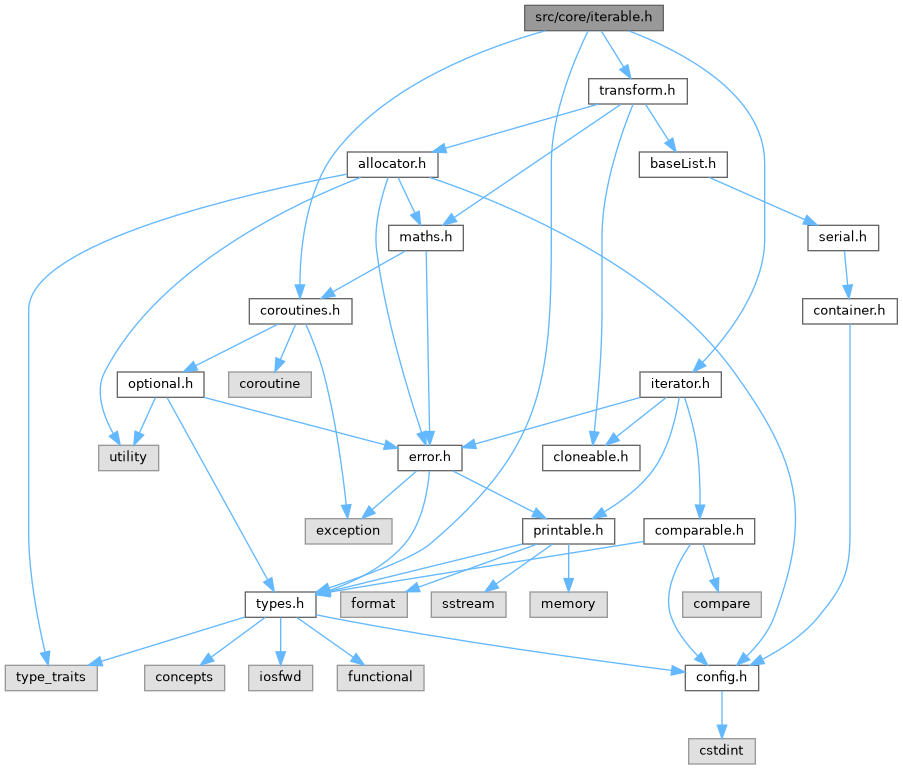 src/core/iterable.h
transform.h
allocator.h
baseList.h
maths.h
serial.h
coroutines.h
container.h
optional.h
coroutine
iterator.h
utility
error.h
cloneable.h
exception
printable.h
comparable.h
types.h
format
sstream
memory
compare
type_traits
concepts
iosfwd
functional
config.h
cstdint